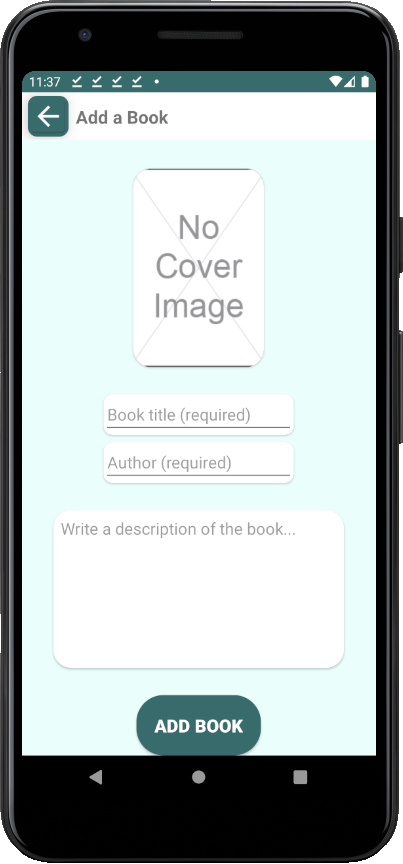 11:37
Add a Book
No
Cover
Image
Book title (required)
Author (required)
Write a description of the book...
ADD BOOK